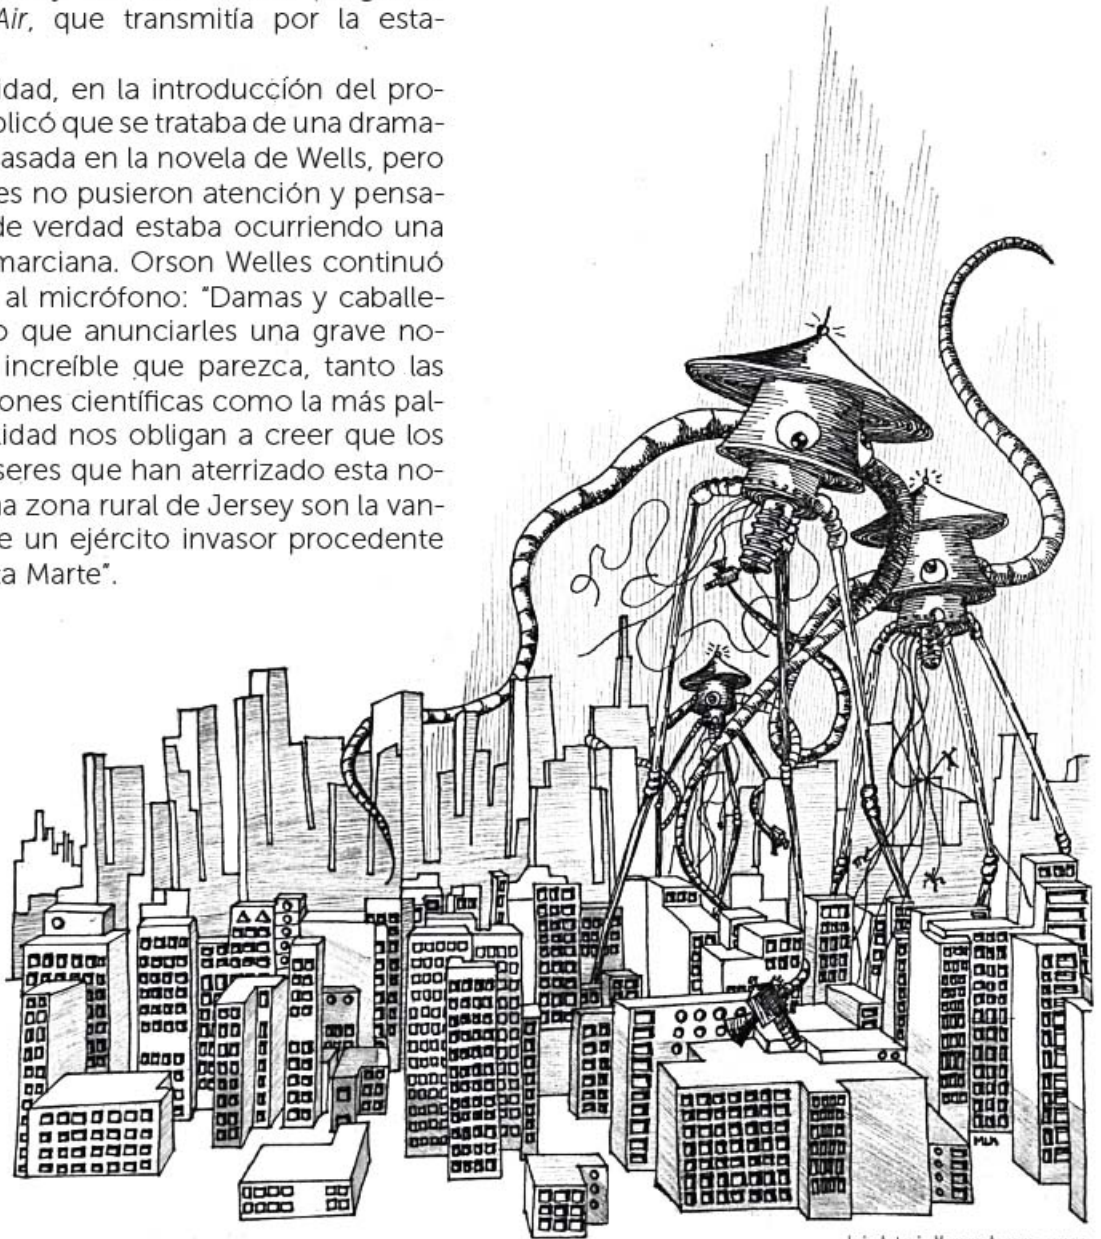 Air, que transmitía por la esta-
idad, en la introducción del pro-
plicó que se trataba de una drama-
asada en la novela de Wells, pero
es no pusieron atención y pensa-
de verdad estaba ocurriendo una
marciana. Orson Welles continuó
al micrófono: "Damas y caballe-
o que anunciarles una grave no-
increíble que parezca, tanto las
ones científicas como la más pal-
lidad nos obligan a creer que los
seres que han aterrizado esta no-
na zona rural de Jersey son la van-
e un ejército invasor procedente
ta Marte".